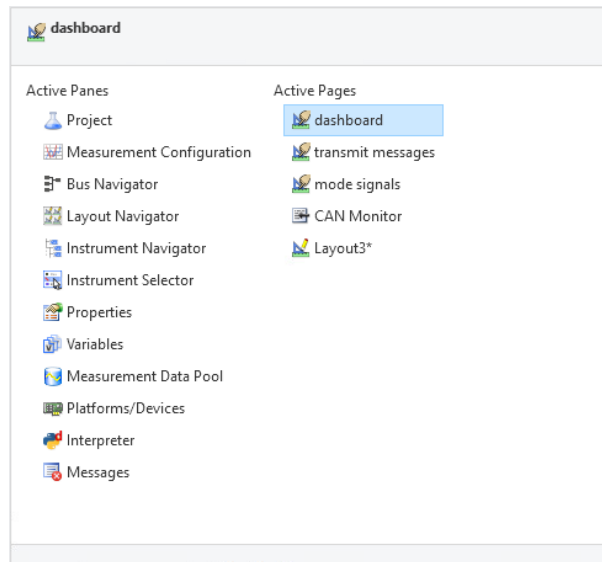 dashboard
Active Panes
Project
Measurement Configuration
Bus Navigator
Layout Navigator
Instrument Navigator
Instrument Selector
Properties
Variables
Measurement Data Pool
Platforms/Devices
Interpreter
Messages
Active Pages
dashboard
transmit messages
mode signals
CAN Monitor
Layout3*